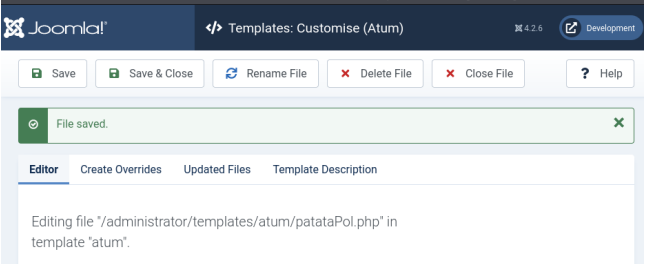 Joomla!® Templates: Customise (Atum) 4.2.6 Development
Save Save & Close Rename File Delete File Close File ? Help
File saved.
Editor Create Overrides Updated Files Template Description
Editing file "/administrator/templates/atum/patataPol.php" in
template "atum".